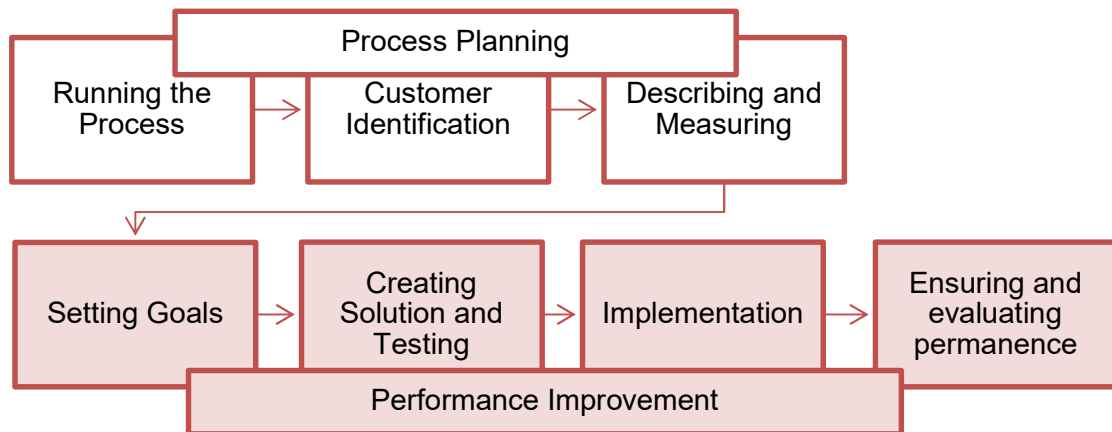 Process Planning
Running the
Process
Customer
Identification
Describing and
Measuring
Setting Goals
Creating
Solution and
Testing
Implementation
Ensuring and
evaluating
permanence
Performance Improvement